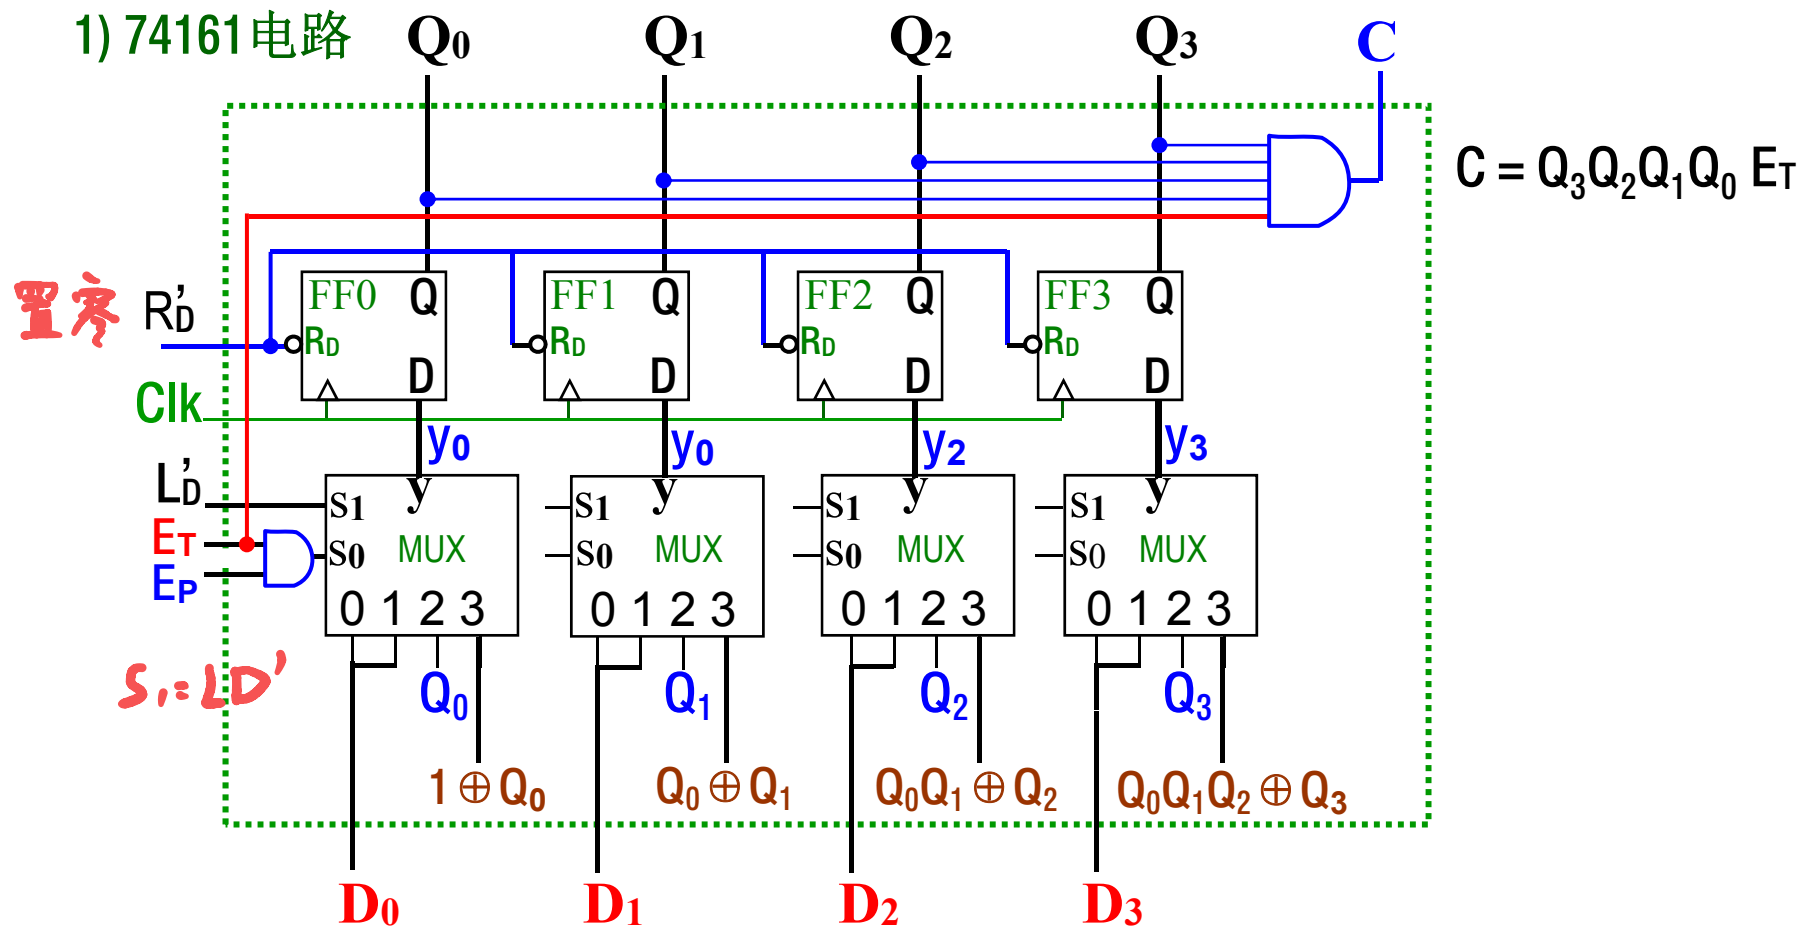 1) 74161电路
Q0 Q1 Q2 Q3 C
C = Q3Q2Q1Q0 ET
置零 R'D
FF0 Q FF1 Q FF2 Q FF3 Q
RD RD RD RD
D D D D
Clk
y0 y0 y2 y3
L'D S1 y S1 y S1 y S1 y
ET
S0 MUX S0 MUX S0 MUX S0 MUX
EP
0 1 2 3 0 1 2 3 0 1 2 3 0 1 2 3
S1=LD'
Q0 Q1 Q2 Q3
1⊕Q0 Q0⊕Q1 Q0Q1⊕Q2 Q0Q1Q2⊕Q3
D0 D1 D2 D3